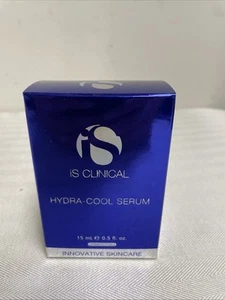 iS
iS CLINICAL
HYDRA-COOL SERUM
15 ml ℮ 0.5 fl. oz.
INNOVATIVE SKINCARE